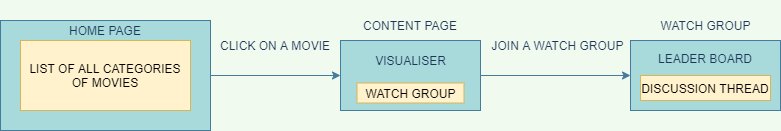 HOME PAGE
LIST OF ALL CATEGORIES
OF MOVIES
CLICK ON A MOVIE
CONTENT PAGE
VISUALISER
WATCH GROUP
JOIN A WATCH GROUP
WATCH GROUP
LEADER BOARD
DISCUSSION THREAD